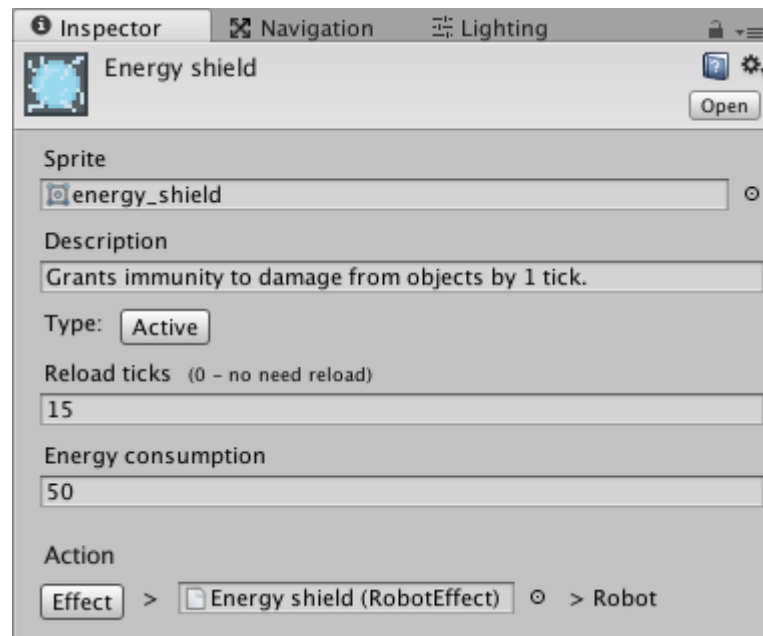 Inspector Navigation Lighting
Energy shield
Open
Sprite
energy_shield
Description
Grants immunity to damage from objects by 1 tick.
Type: Active
Reload ticks (0 – no need reload)
15
Energy consumption
50
Action
Effect > Energy shield (RobotEffect) > Robot